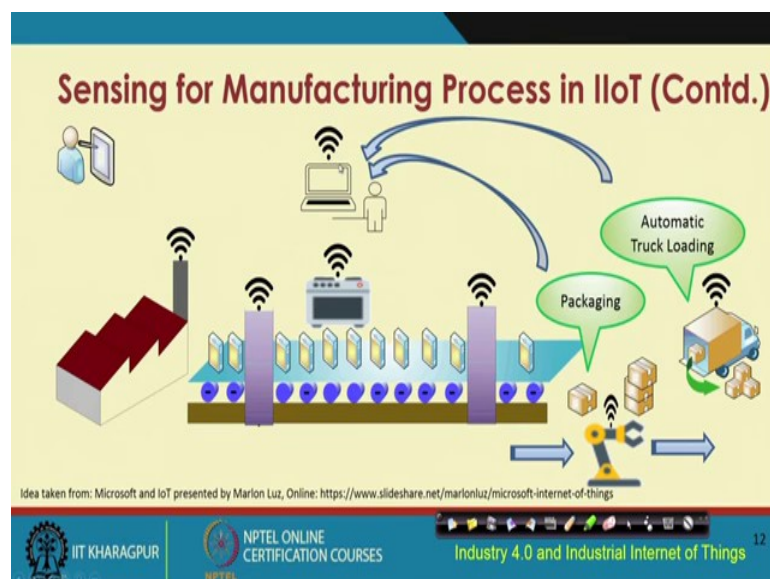 Sensing for Manufacturing Process in IIoT (Contd.)
Automatic
Truck Loading
Packaging
Idea taken from: Microsoft and IoT presented by Marlon Luz, Online: https://www.slideshare.net/marlonluz/microsoft-internet-of-things
IIT KHARAGPUR
NPTEL ONLINE
CERTIFICATION COURSES
NPTEL
Industry 4.0 and Industrial Internet of Things
12